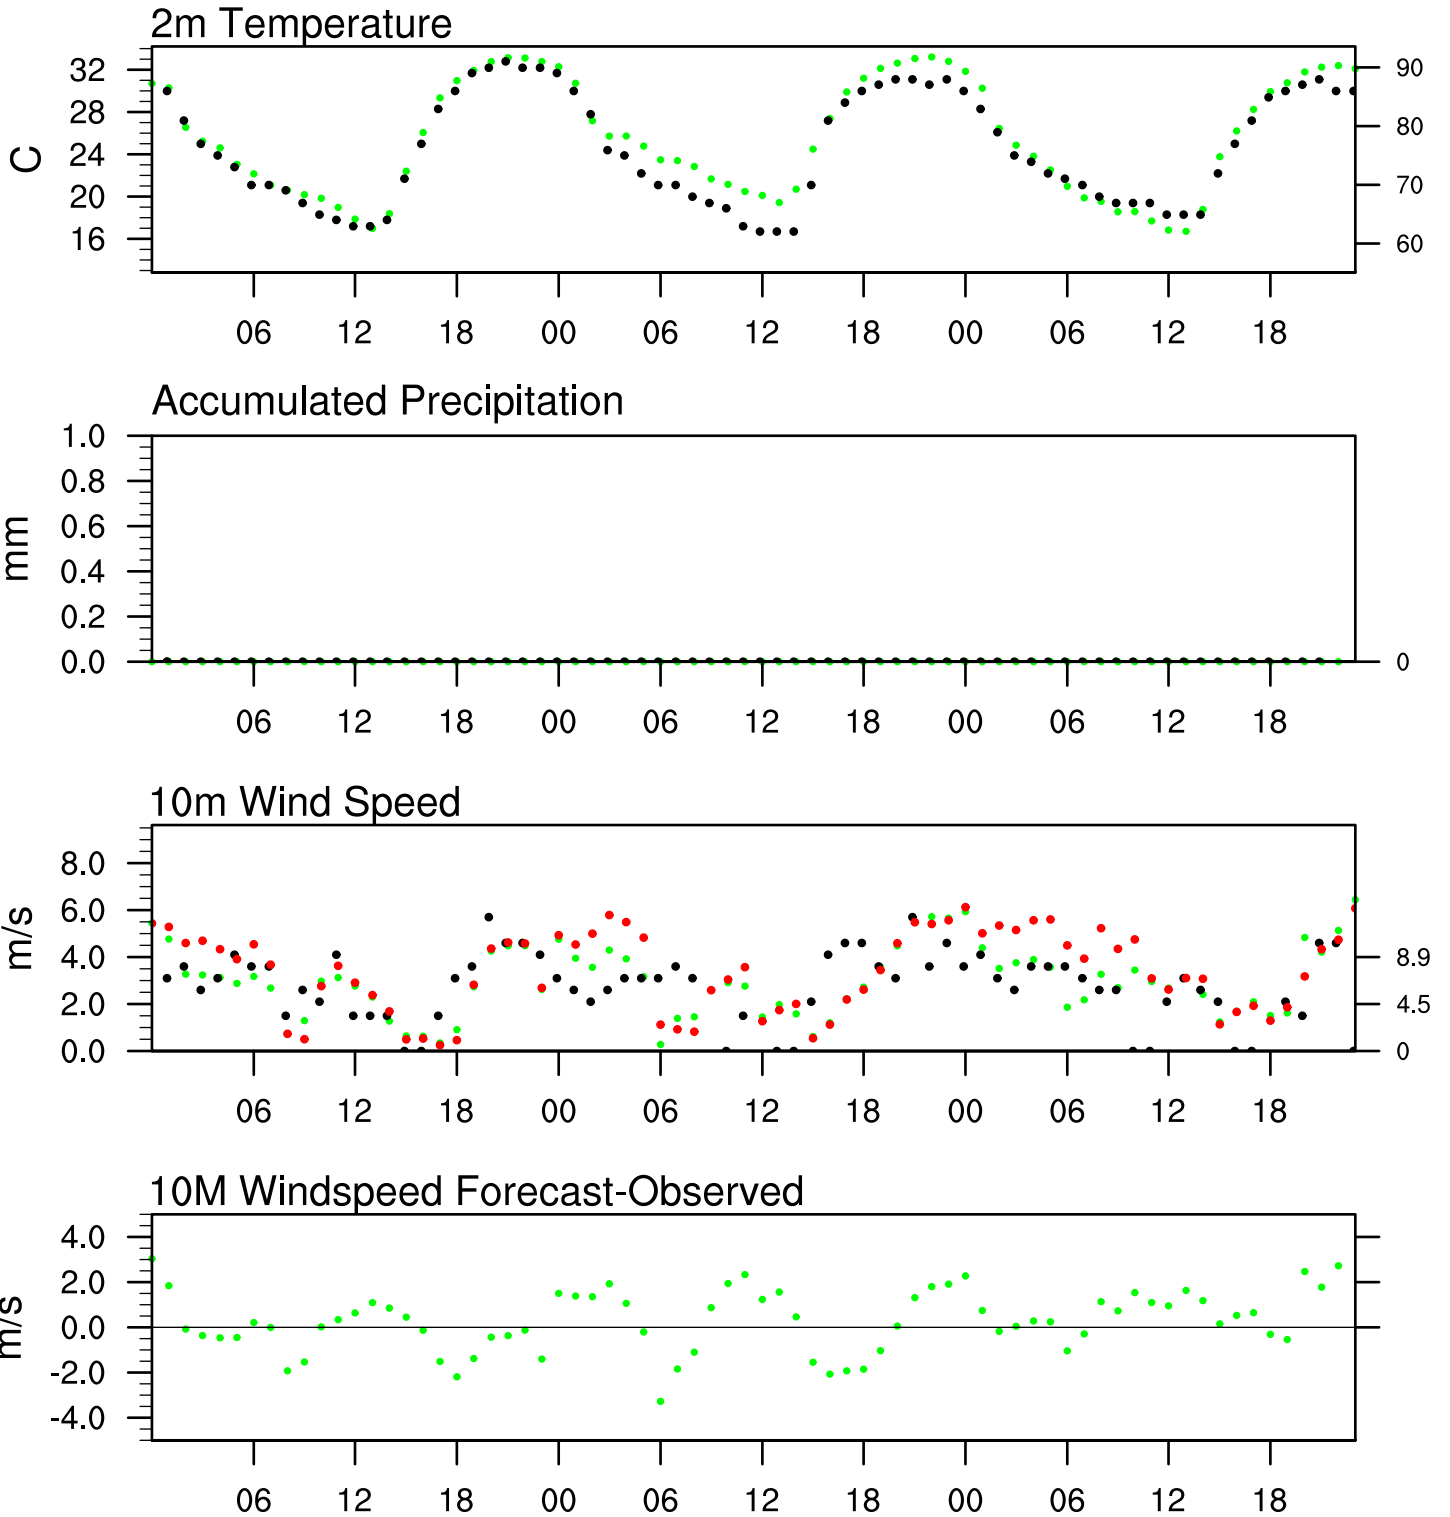 2m Temperature
32
28
24
20
16
C
90
80
70
60
06 12 18 00 06 12 18 00 06 12 18
Accumulated Precipitation
1.0
0.8
0.6
0.4
0.2
0.0
mm
0
06 12 18 00 06 12 18 00 06 12 18
10m Wind Speed
8.0
6.0
4.0
2.0
0.0
m/s
8.9
4.5
0
06 12 18 00 06 12 18 00 06 12 18
10M Windspeed Forecast-Observed
4.0
2.0
0.0
-2.0
-4.0
m/s
06 12 18 00 06 12 18 00 06 12 18